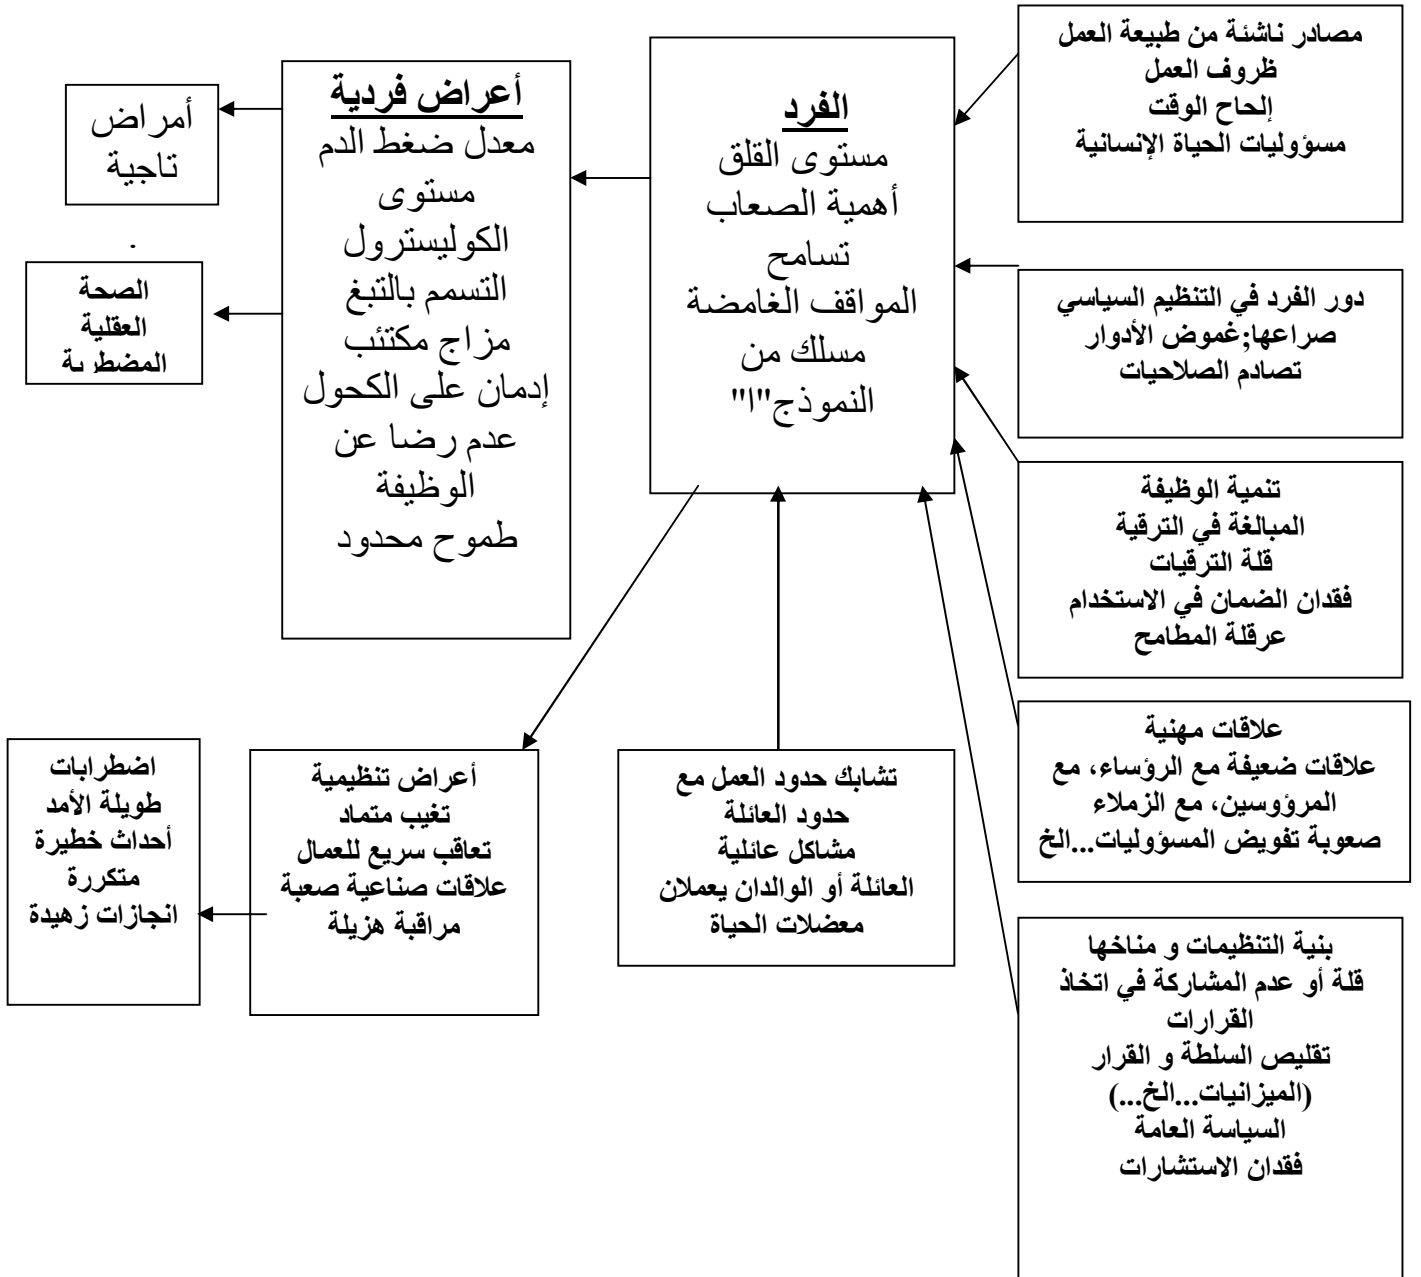 مصادر ناشئة من طبيعة العمل
ظروف العمل
إلحاح الوقت
مسؤوليات الحياة الإنسانية
دور الفرد في التنظيم السياسي
صراعها;غموض الأدوار
تصادم الصلاحيات
تنمية الوظيفة
المبالغة في الترقية
قلة الترقيات
فقدان الضمان في الاستخدام
عرقلة المطامح
علاقات مهنية
علاقات ضعيفة مع الرؤساء، مع
المرؤوسين، مع الزملاء
صعوبة تفويض المسؤوليات...الخ
بنية التنظيمات و مناخها
قلة أو عدم المشاركة في اتخاذ
القرارات
تقليص السلطة و القرار
(الميزانيات...الخ...)
السياسة العامة
فقدان الاستشارات
الفرد
مستوى القلق
أهمية الصعاب
تسامح
المواقف الغامضة
مسلك من
النموذج"ا"
تشابك حدود العمل مع
حدود العائلة
مشاكل عائلية
العائلة أو الوالدان يعملان
معضلات الحياة
أعراض فردية
معدل ضغط الدم
مستوى
الكوليسترول
التسمم بالتبغ
مزاج مكتئب
إدمان على الكحول
عدم رضا عن
الوظيفة
طموح محدود
أعراض تنظيمية
تغيب متماد
تعاقب سريع للعمال
علاقات صناعية صعبة
مراقبة هزيلة
أمراض
تاجية
.
الصحة
العقلية
المضطربة
اضطرابات
طويلة الأمد
أحداث خطيرة
متكررة
انجازات زهيدة